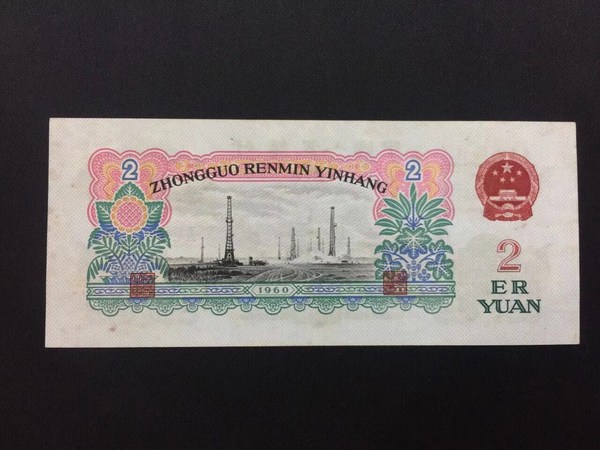 2
ZHONGGUO RENMIN YINHANG
2
1960
2
ER
YUAN